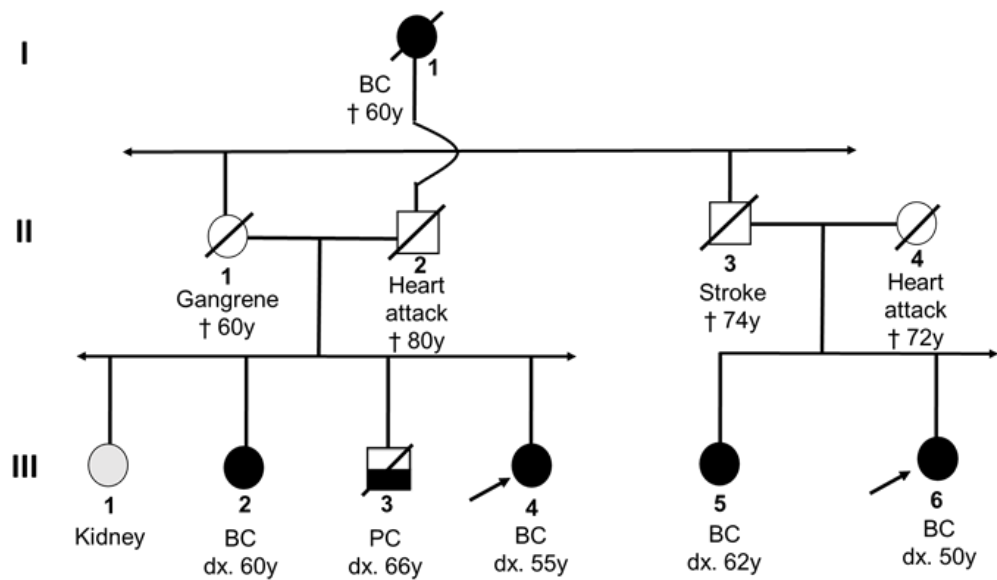 I
1
BC
† 60y
II
1
Gangrene
† 60y
2
Heart
attack
† 80y
3
Stroke
† 74y
4
Heart
attack
† 72y
III
1
Kidney
2
BC
dx. 60y
3
PC
dx. 66y
4
BC
dx. 55y
5
BC
dx. 62y
6
BC
dx. 50y